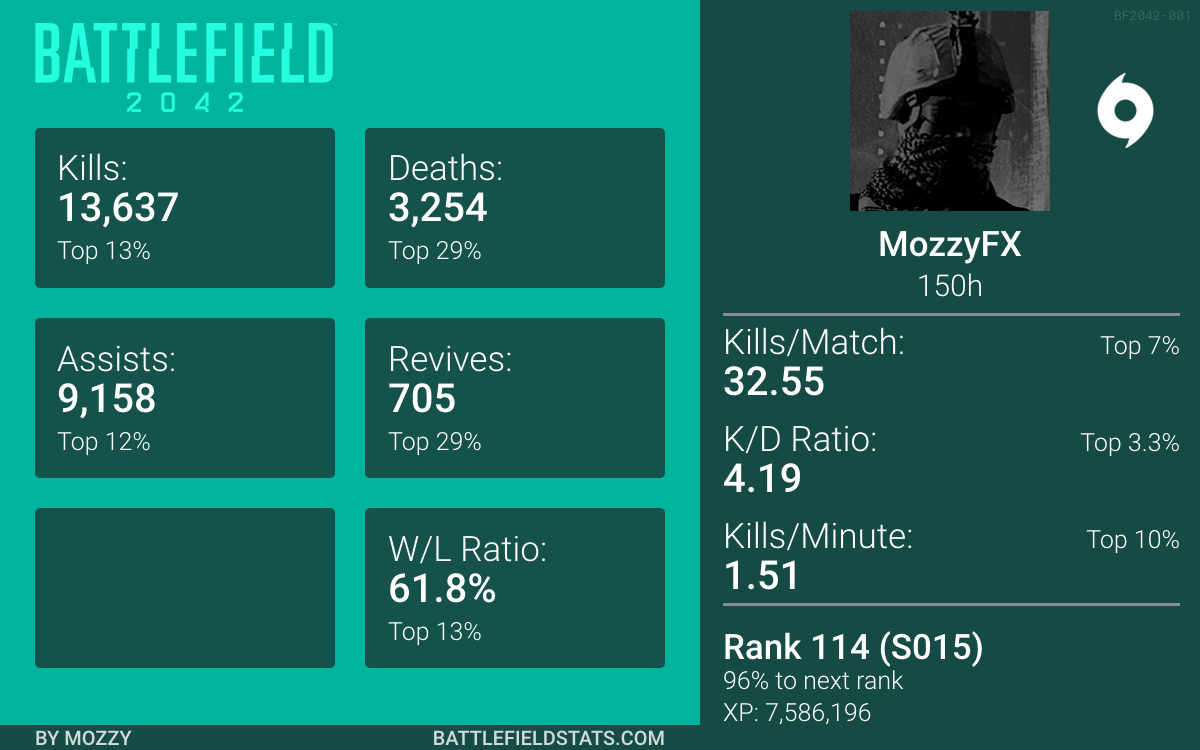 BATTLEFIELD™
2042
Kills:
13,637
Top 13%
Deaths:
3,254
Top 29%
Assists:
9,158
Top 12%
Revives:
705
Top 29%
W/L Ratio:
61.8%
Top 13%
BY MOZZY
BATTLEFIELDSTATS.COM
BF2042-001
MozzyFX
150h
Kills/Match:
Top 7%
32.55
K/D Ratio:
Top 3.3%
4.19
Kills/Minute:
Top 10%
1.51
Rank 114 (S015)
96% to next rank
XP: 7,586,196